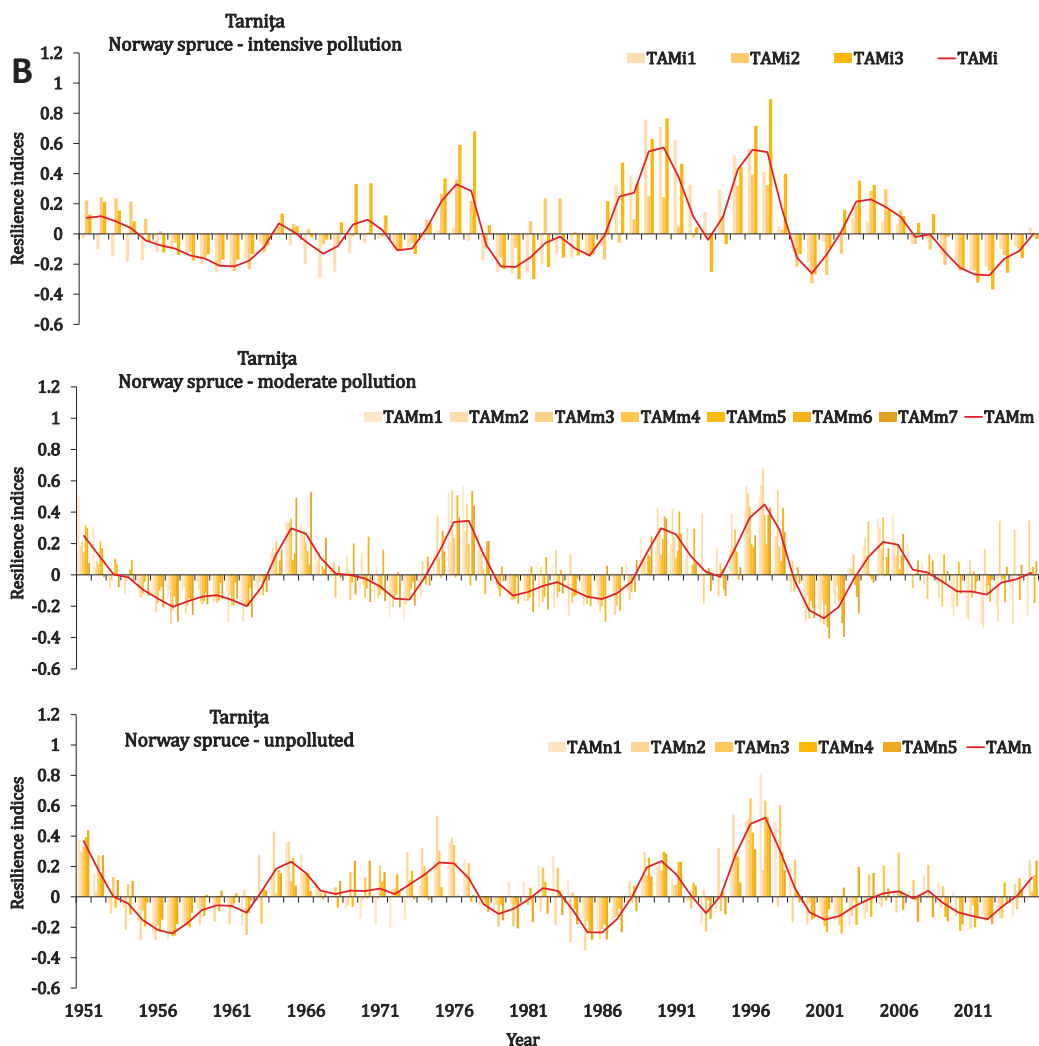 Tarnița
Norway spruce - intensive pollution
B
TAMi1 TAMi2 TAMi3 TAMi
Resilience indices
1.2
1
0.8
0.6
0.4
0.2
0
-0.2
-0.4
-0.6
Tarnița
Norway spruce - moderate pollution
TAMm1 TAMm2 TAMm3 TAMm4 TAMm5 TAMm6 TAMm7 TAMm
Resilience indices
1.2
1
0.8
0.6
0.4
0.2
0
-0.2
-0.4
-0.6
Tarnița
Norway spruce - unpolluted
TAMn1 TAMn2 TAMn3 TAMn4 TAMn5 TAMn
Resilience indices
1.2
1
0.8
0.6
0.4
0.2
0
-0.2
-0.4
-0.6
1951 1956 1961 1966 1971 1976 1981 1986 1991 1996 2001 2006 2011
Year